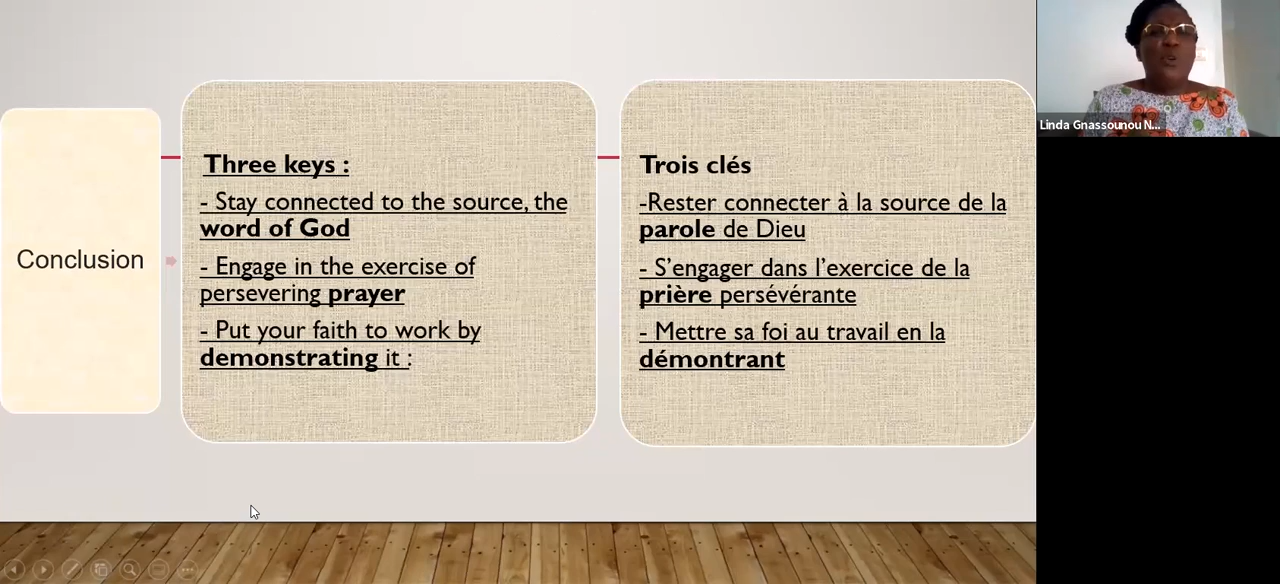 Conclusion
Three keys :
- Stay connected to the source, the
word of God
- Engage in the exercise of
persevering prayer
- Put your faith to work by
demonstrating it :
Trois clés
-Rester connecter à la source de la
parole de Dieu
- S’engager dans l’exercice de la
prière persévérante
- Mettre sa foi au travail en la
démontrant
Linda Gnassounou N...